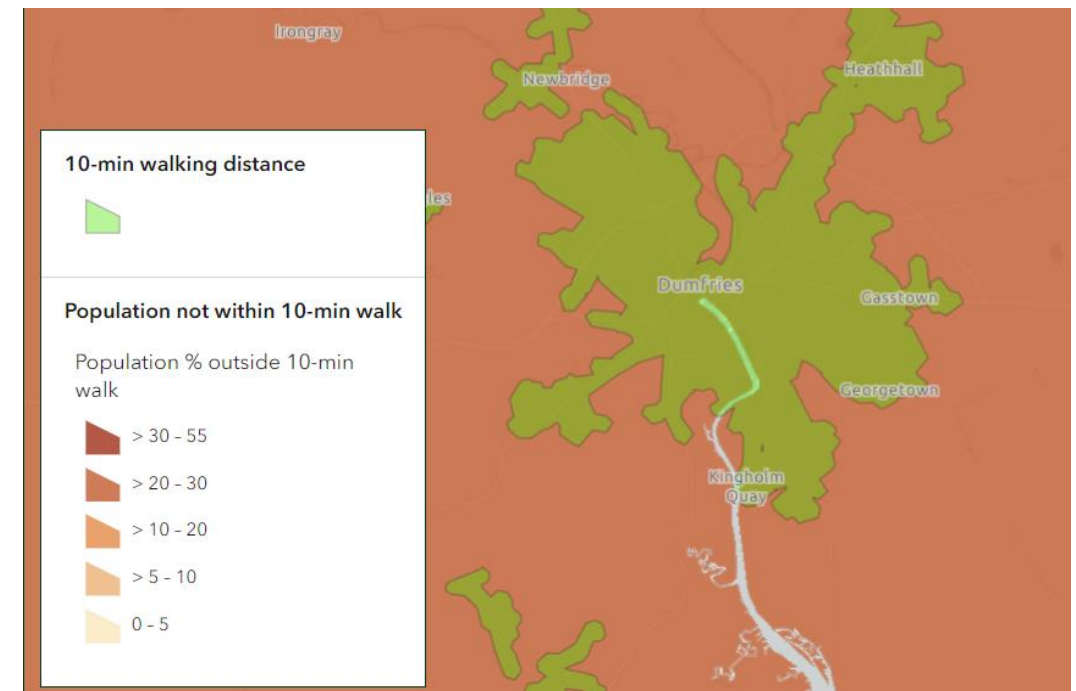 Irongray
Newbridge
Heathhall
10-min walking distance
les
Dumfries
Gasstown
Population not within 10-min walk
Population % outside 10-min
walk
Georgetown
> 30 - 55
> 20 - 30
Kingholm
Quay
> 10 - 20
> 5 - 10
0 - 5